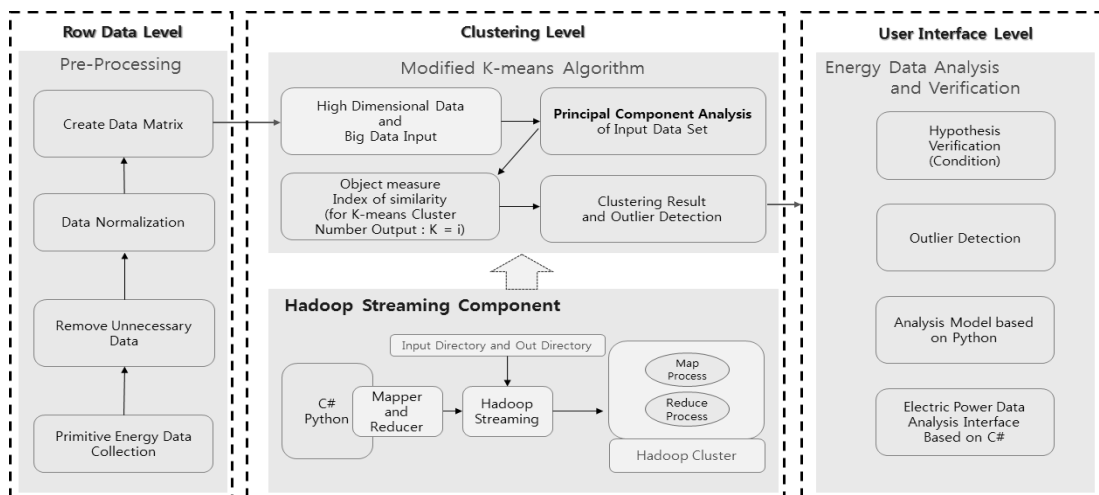 Row Data Level
Pre-Processing
Create Data Matrix
Data Normalization
Remove Unnecessary
Data
Primitive Energy Data
Collection
Clustering Level
Modified K-means Algorithm
High Dimensional Data
and
Big Data Input
Principal Component Analysis
of Input Data Set
Object measure
Index of similarity
(for K-means Cluster
Number Output : K = i)
Clustering Result
and Outlier Detection
Hadoop Streaming Component
Input Directory and Out Directory
C#
Python
Mapper
and
Reducer
Hadoop
Streaming
Map
Process
Reduce
Process
Hadoop Cluster
User Interface Level
Energy Data Analysis
and Verification
Hypothesis
Verification
(Condition)
Outlier Detection
Analysis Model based
on Python
Electric Power Data
Analysis Interface
Based on C#